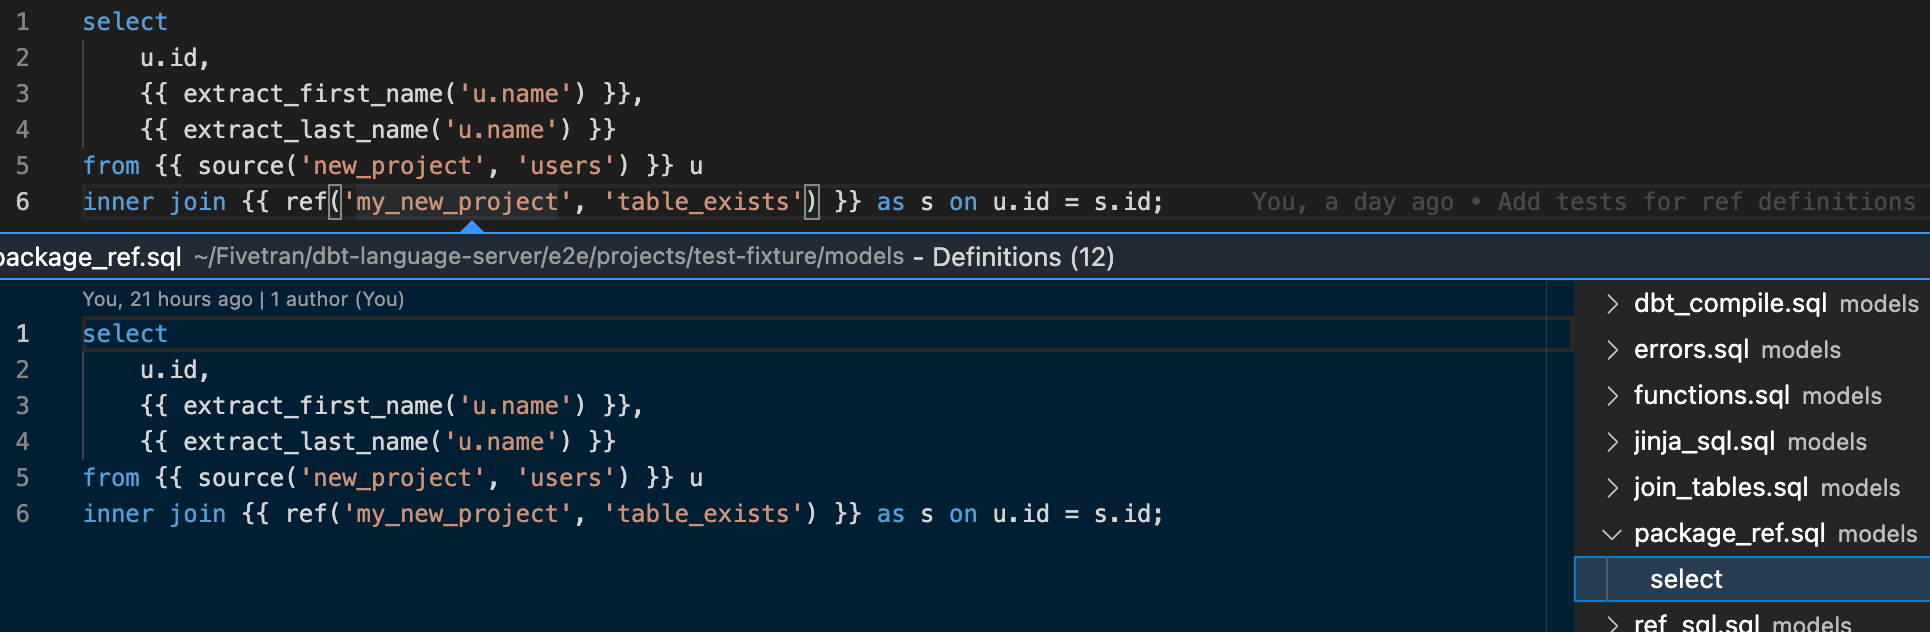 1 select
2 u.id,
3 {{ extract_first_name('u.name') }},
4 {{ extract_last_name('u.name') }}
5 from {{ source('new_project', 'users') }} u
6 inner join {{ ref('my_new_project', 'table_exists') }} as s on u.id = s.id; You, a day ago • Add tests for ref definitions
package_ref.sql ~/Fivetran/dbt-language-server/e2e/projects/test-fixture/models - Definitions (12)
You, 21 hours ago | 1 author (You)
1 select
2 u.id,
3 {{ extract_first_name('u.name') }},
4 {{ extract_last_name('u.name') }}
5 from {{ source('new_project', 'users') }} u
6 inner join {{ ref('my_new_project', 'table_exists') }} as s on u.id = s.id;
dbt_compile.sql models
errors.sql models
functions.sql models
jinja_sql.sql models
join_tables.sql models
package_ref.sql models
select
ref_sql.sql models